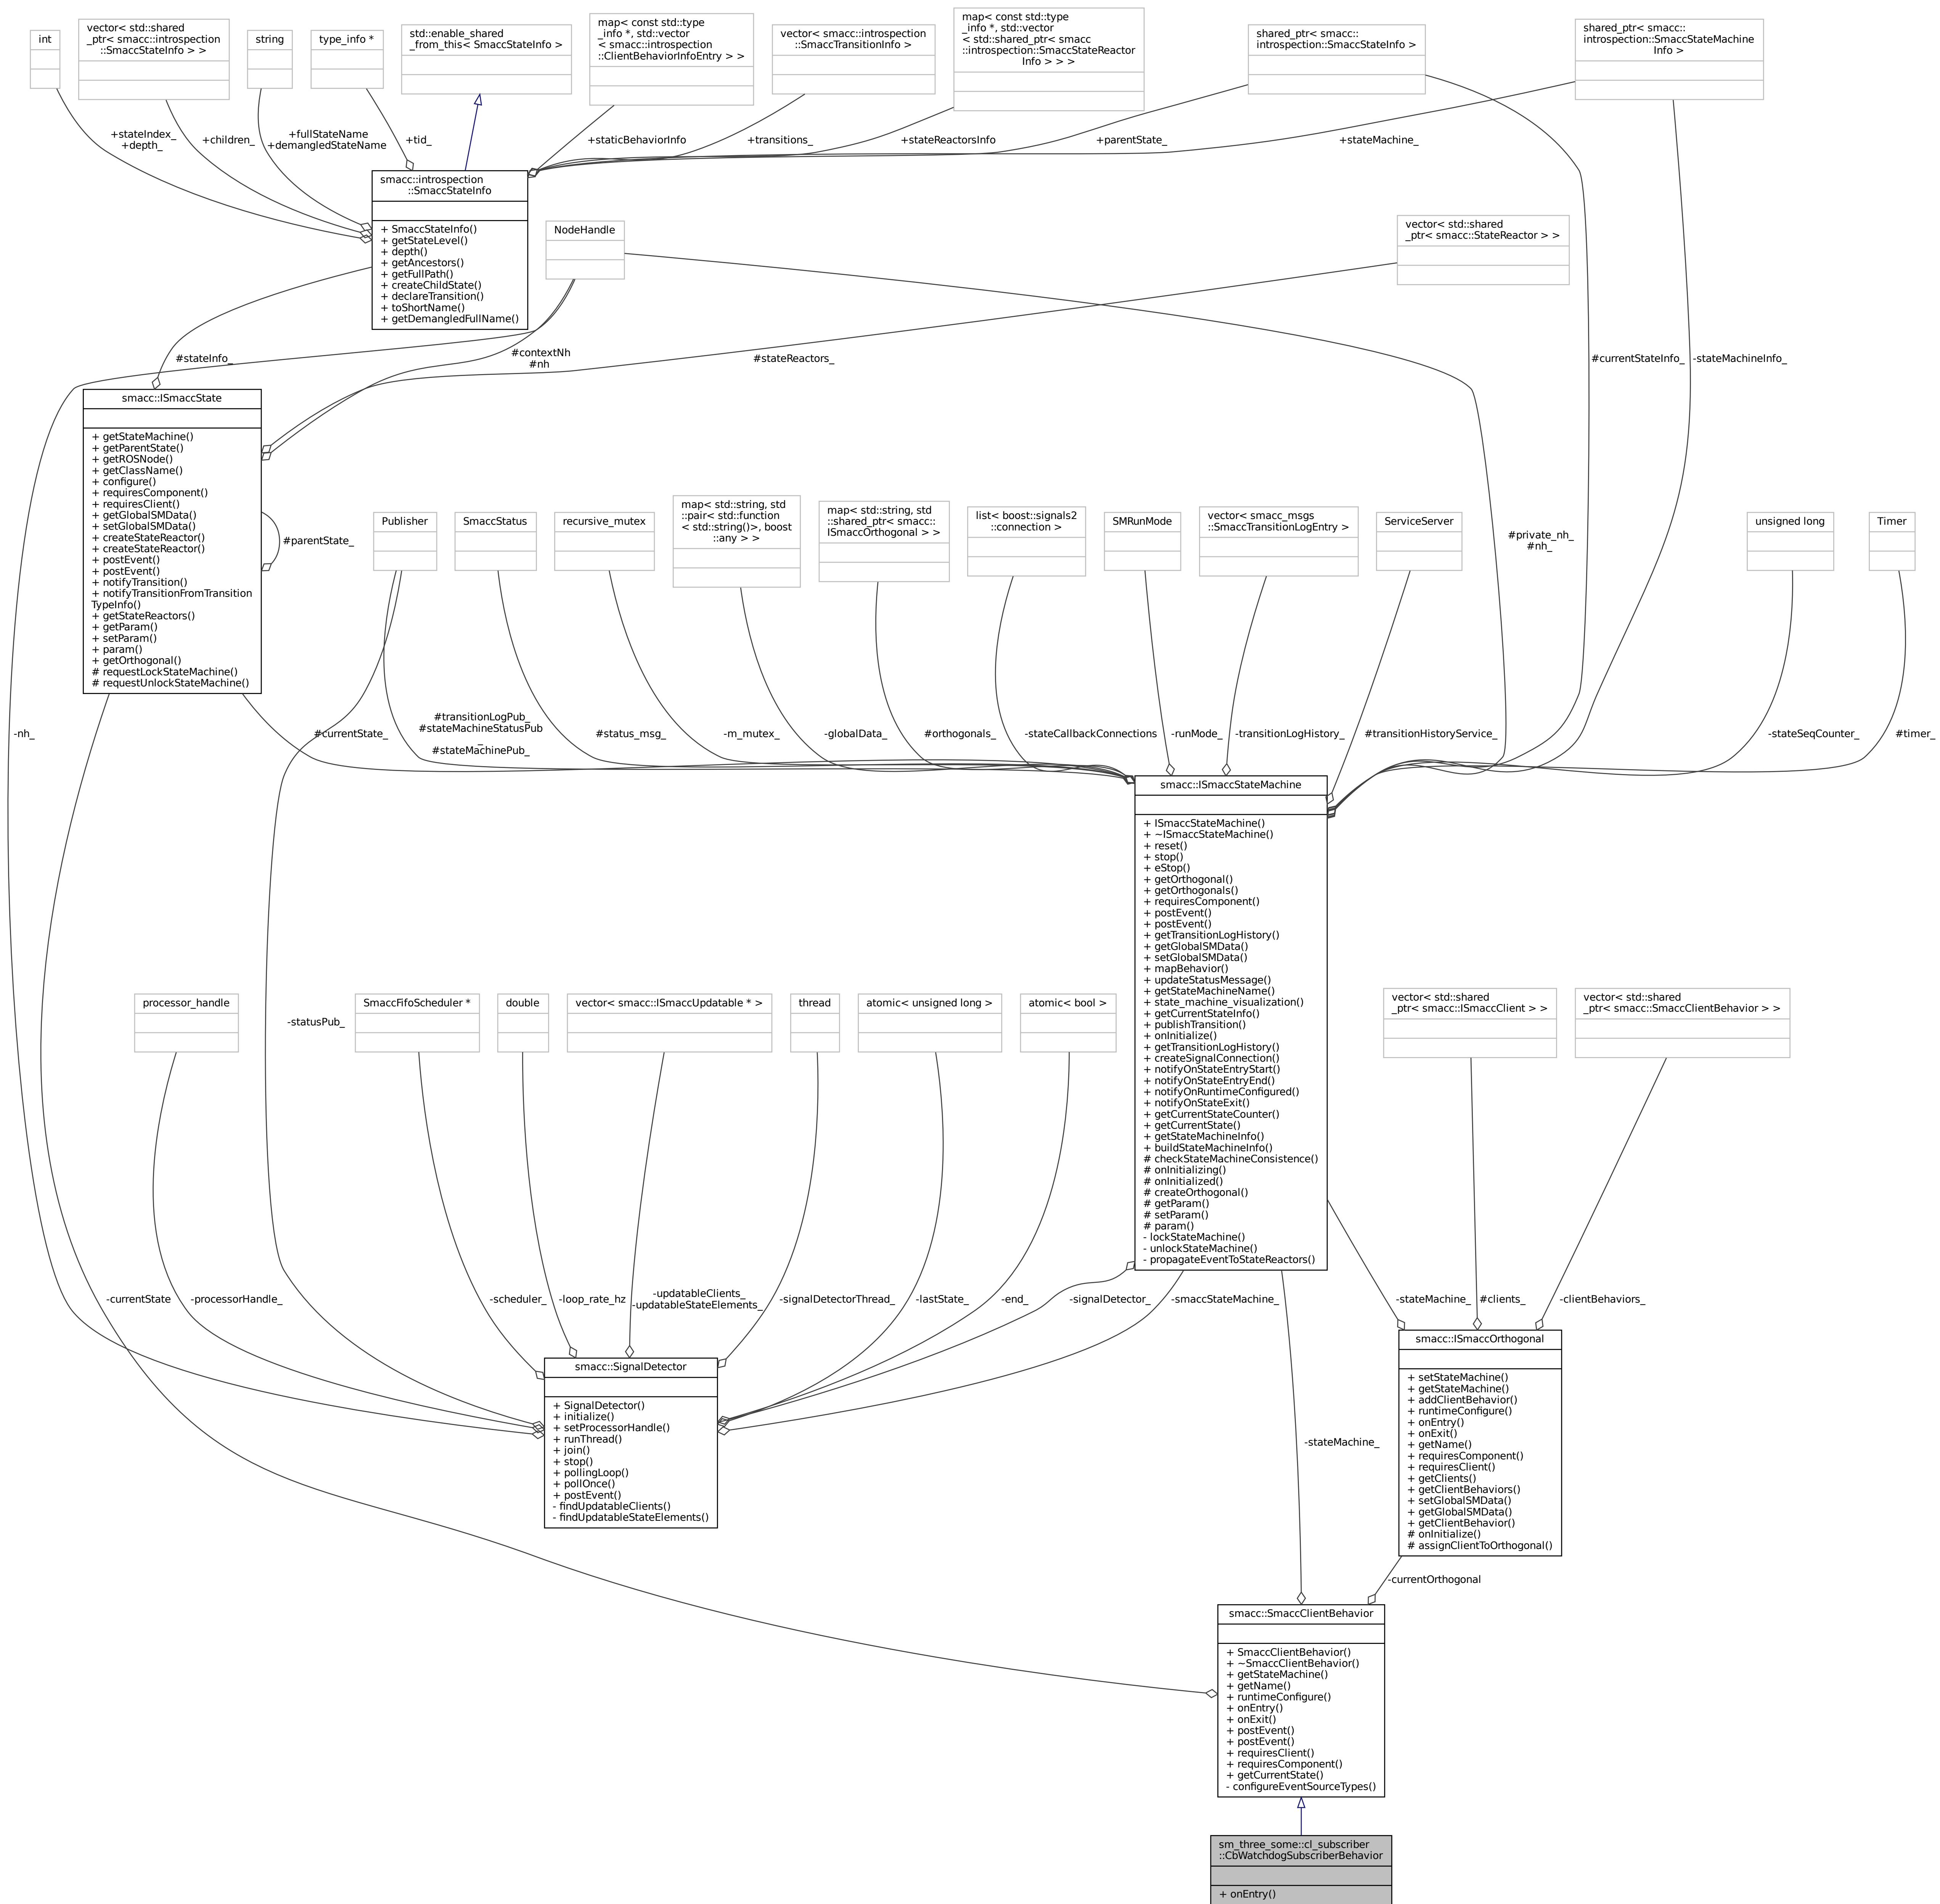 int
vector< std::shared
_ptr< smacc::introspection
::SmaccStateInfo > >
string
type_info *
std::enable_shared
_from_this< SmaccStateInfo >
map< const std::type
_info *, std::vector
< smacc::introspection
::ClientBehaviorInfoEntry > >
vector< smacc::introspection
::SmaccTransitionInfo >
map< const std::type
_info *, std::vector
< std::shared_ptr< smacc
::introspection::SmaccStateReactor
Info > > >
shared_ptr< smacc::
introspection::SmaccStateInfo >
shared_ptr< smacc::
introspection::SmaccStateMachine
Info >
+stateIndex_
+depth_
+children_
+fullStateName
+demangledStateName
+tid_
+staticBehaviorInfo
+transitions_
+stateReactorsInfo
+parentState_
+stateMachine_
smacc::introspection
::SmaccStateInfo
+ SmaccStateInfo()
+ getStateLevel()
+ depth()
+ getAncestors()
+ getFullPath()
+ createChildState()
+ declareTransition()
+ toShortName()
+ getDemangledFullName()
NodeHandle
vector< std::shared
_ptr< smacc::StateReactor > >
#stateInfo_
#contextNh
#nh
#stateReactors_
#currentStateInfo_
-stateMachineInfo_
smacc::ISmaccState
+ getStateMachine()
+ getParentState()
+ getROSNode()
+ getClassName()
+ configure()
+ requiresComponent()
+ requiresClient()
+ getGlobalSMData()
+ setGlobalSMData()
+ createStateReactor()
+ createStateReactor()
+ postEvent()
+ postEvent()
+ notifyTransition()
+ notifyTransitionFromTransition
TypeInfo()
+ getStateReactors()
+ getParam()
+ setParam()
+ param()
+ getOrthogonal()
# requestLockStateMachine()
# requestUnlockStateMachine()
#parentState_
Publisher
SmaccStatus
recursive_mutex
map< std::string, std
::pair< std::function
< std::string()>, boost
::any > >
map< std::string, std
::shared_ptr< smacc::
ISmaccOrthogonal > >
list< boost::signals2
::connection >
SMRunMode
vector< smacc_msgs
::SmaccTransitionLogEntry >
ServiceServer
#private_nh_
#nh_
unsigned long
Timer
-nh_
#currentState_
#transitionLogPub_
#stateMachineStatusPub
_
#stateMachinePub_
#status_msg_
-m_mutex_
-globalData_
#orthogonals_
-stateCallbackConnections
-runMode_
-transitionLogHistory_
#transitionHistoryService_
-stateSeqCounter_
#timer_
smacc::ISmaccStateMachine
+ ISmaccStateMachine()
+ ~ISmaccStateMachine()
+ reset()
+ stop()
+ eStop()
+ getOrthogonal()
+ getOrthogonals()
+ requiresComponent()
+ postEvent()
+ postEvent()
+ getTransitionLogHistory()
+ getGlobalSMData()
+ setGlobalSMData()
+ mapBehavior()
+ updateStatusMessage()
+ getStateMachineName()
+ state_machine_visualization()
+ getCurrentStateInfo()
+ publishTransition()
+ onInitialize()
+ getTransitionLogHistory()
+ createSignalConnection()
+ notifyOnStateEntryStart()
+ notifyOnStateEntryEnd()
+ notifyOnRuntimeConfigured()
+ notifyOnStateExit()
+ getCurrentStateCounter()
+ getCurrentState()
+ getStateMachineInfo()
+ buildStateMachineInfo()
# checkStateMachineConsistence()
# onInitializing()
# onInitialized()
# createOrthogonal()
# getParam()
# setParam()
# param()
- lockStateMachine()
- unlockStateMachine()
- propagateEventToStateReactors()
processor_handle
-statusPub_
SmaccFifoScheduler *
double
vector< smacc::ISmaccUpdatable * >
thread
atomic< unsigned long >
atomic< bool >
vector< std::shared
_ptr< smacc::ISmaccClient > >
vector< std::shared
_ptr< smacc::SmaccClientBehavior > >
-currentState
-processorHandle_
-scheduler_
-loop_rate_hz
-updatableClients_
-updatableStateElements_
-signalDetectorThread_
-lastState_
-end_
-signalDetector_
-smaccStateMachine_
-stateMachine_
#clients_
-clientBehaviors_
smacc::SignalDetector
+ SignalDetector()
+ initialize()
+ setProcessorHandle()
+ runThread()
+ join()
+ stop()
+ pollingLoop()
+ pollOnce()
+ postEvent()
- findUpdatableClients()
- findUpdatableStateElements()
smacc::ISmaccOrthogonal
+ setStateMachine()
+ getStateMachine()
+ addClientBehavior()
+ runtimeConfigure()
+ onEntry()
+ onExit()
+ getName()
+ requiresComponent()
+ requiresClient()
+ getClients()
+ getClientBehaviors()
+ setGlobalSMData()
+ getGlobalSMData()
+ getClientBehavior()
# onInitialize()
# assignClientToOrthogonal()
-stateMachine_
-currentOrthogonal
smacc::SmaccClientBehavior
+ SmaccClientBehavior()
+ ~SmaccClientBehavior()
+ getStateMachine()
+ getName()
+ runtimeConfigure()
+ onEntry()
+ onExit()
+ postEvent()
+ postEvent()
+ requiresClient()
+ requiresComponent()
+ getCurrentState()
- configureEventSourceTypes()
sm_three_some::cl_subscriber
::CbWatchdogSubscriberBehavior
+ onEntry()